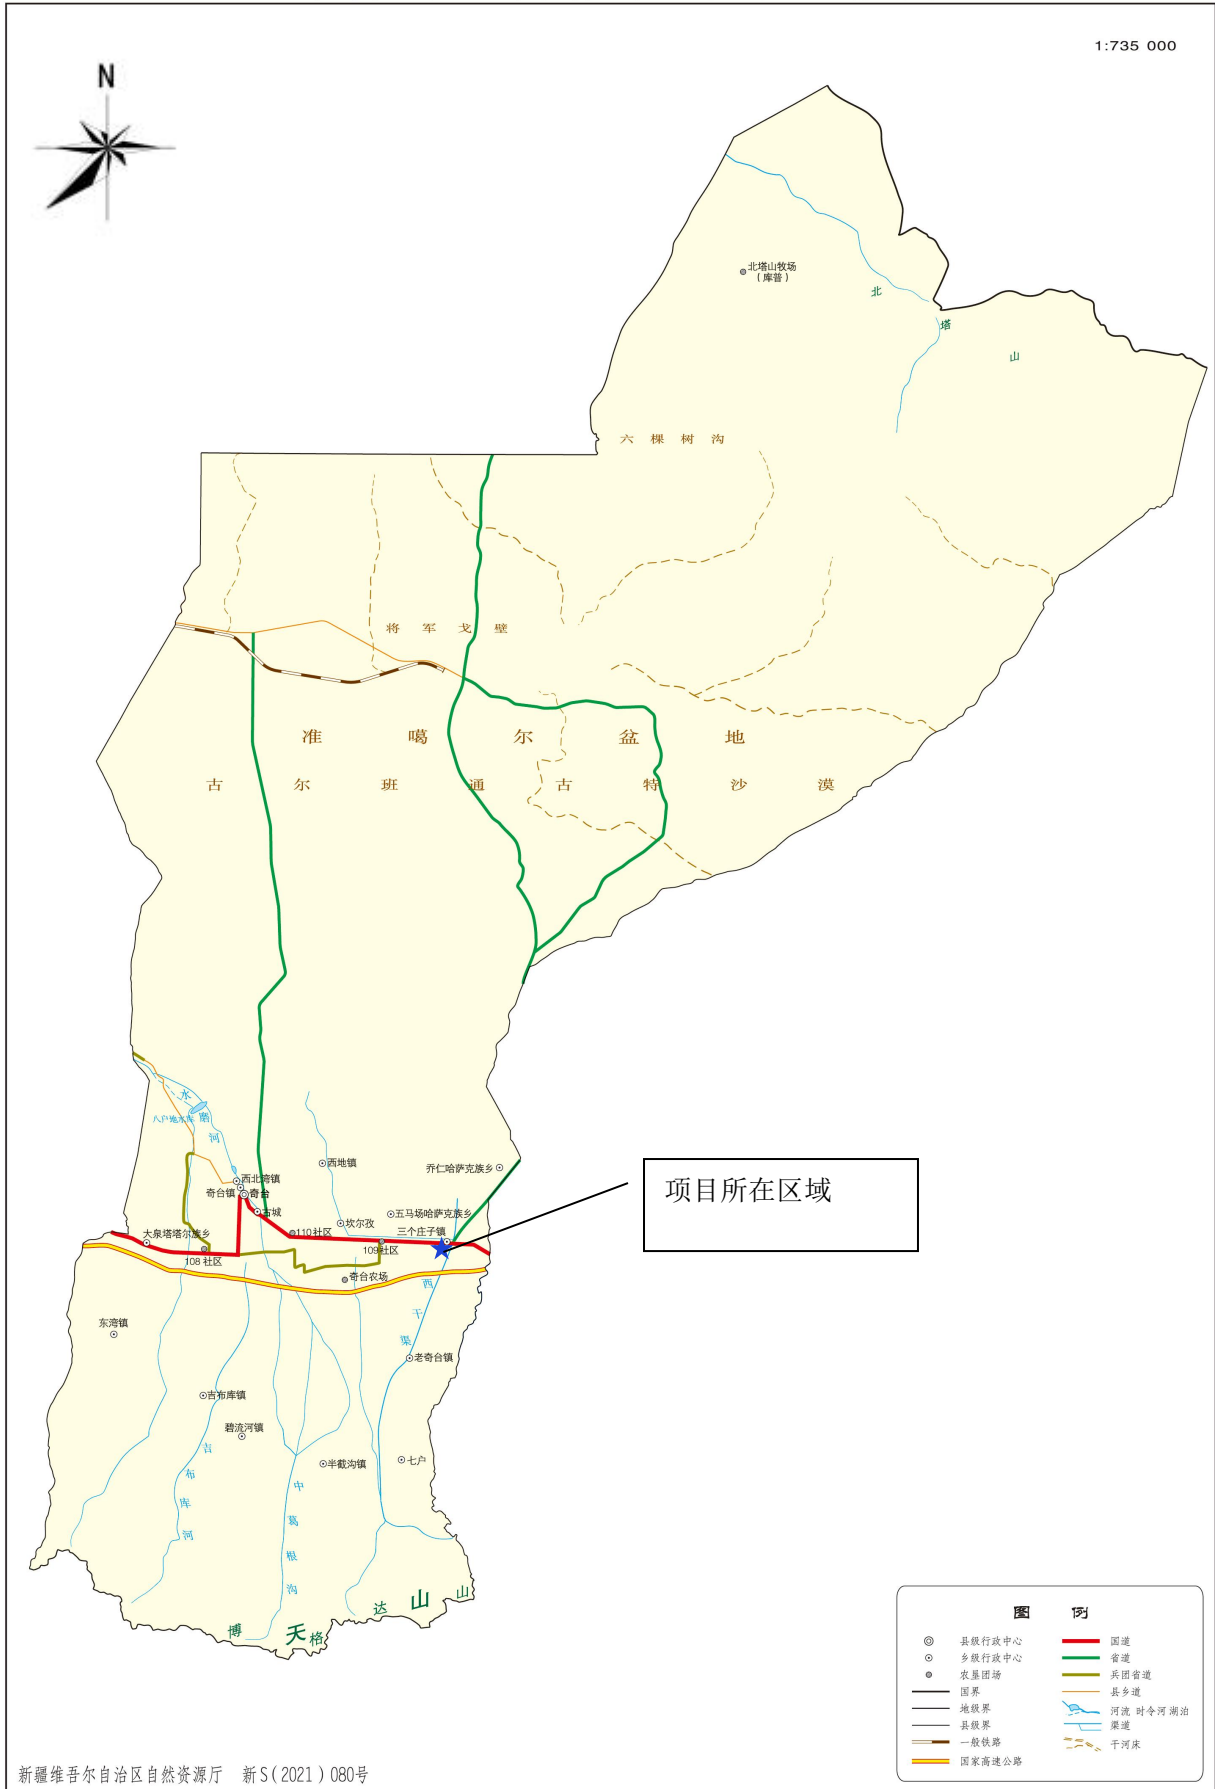 1:735 000
N
北塔山牧场
（库普）
北塔山
六棵树沟
将军戈壁
准噶尔盆地
古尔班通古特沙漠
水磨河
八户地水库
西地镇
乔仁哈萨克族乡
西北湾镇
奇台镇
奇台
古城
五马场哈萨克族乡
坎尔孜
110社区
三个庄子镇
大泉塔塔尔族乡
109社区
108社区
奇台农场
项目所在区域
西干渠
东湾镇
老奇台镇
吉布库镇
碧流河镇
半截沟镇
七户
吉布库河
中葛根沟
博格达山
天山
图例
县级行政中心
乡级行政中心
农垦团场
国界
地级界
县级界
一般铁路
国家高速公路
国道
省道
兵团省道
县乡道
河流 时令河 湖泊
渠道
干河床
新疆维吾尔自治区自然资源厅 新S(2021)080号